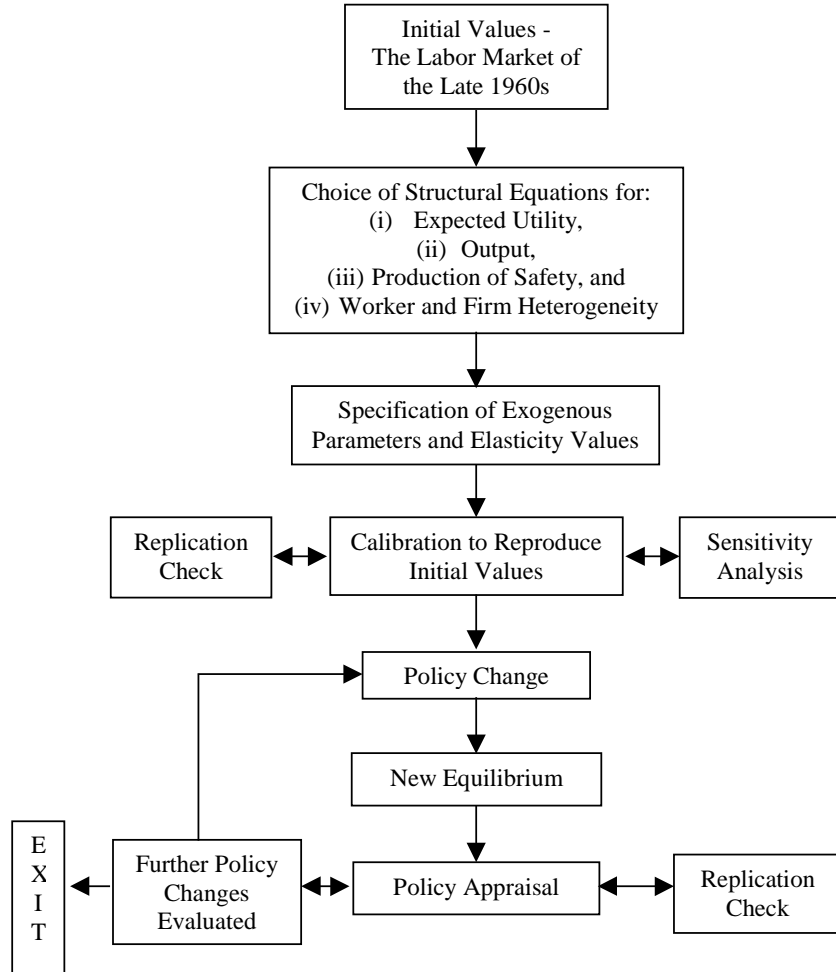 Initial Values -
The Labor Market of
the Late 1960s
Choice of Structural Equations for:
(i) Expected Utility,
(ii) Output,
(iii) Production of Safety, and
(iv) Worker and Firm Heterogeneity
Specification of Exogenous
Parameters and Elasticity Values
Replication
Check
Calibration to Reproduce
Initial Values
Sensitivity
Analysis
Policy Change
New Equilibrium
E
X
I
T
Further Policy
Changes
Evaluated
Policy Appraisal
Replication
Check